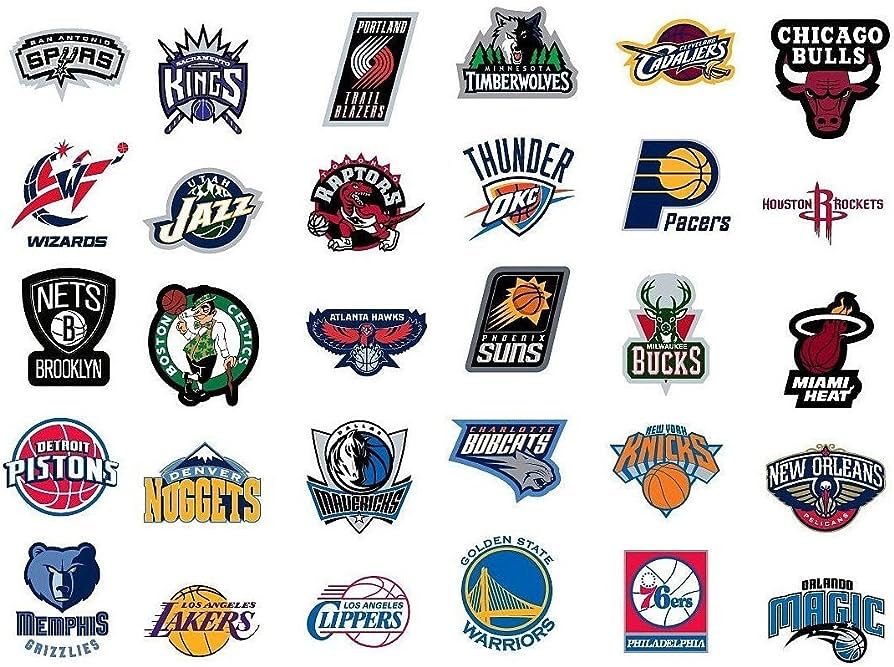 SAN ANTONIO
SPURS
SACRAMENTO
KINGS
PORTLAND
TRAIL
BLAZERS
MINNESOTA
TIMBERWOLVES
CLEVELAND
CAVALIERS
CHICAGO
BULLS
W
WIZARDS
UTAH
JAZZ
TORONTO
RAPTORS
THUNDER
OKC
P
Pacers
HOUSTON R ROCKETS
NETS
B
BROOKLYN
BOSTON
CELTICS
ATLANTA HAWKS
PHOENIX
SUNS
MILWAUKEE
BUCKS
MIAMI
HEAT
DETROIT
PISTONS
DENVER
NUGGETS
DALLAS
MAVERICKS
CHARLOTTE
BOBCATS
NEW YORK
KNICKS
NEW ORLEANS
PELICANS
MEMPHIS
GRIZZLIES
LOS ANGELES
LAKERS
LOS ANGELES
CLIPPERS
GOLDEN STATE
WARRIORS
76ers
PHILADELPHIA
ORLANDO
MAGIC